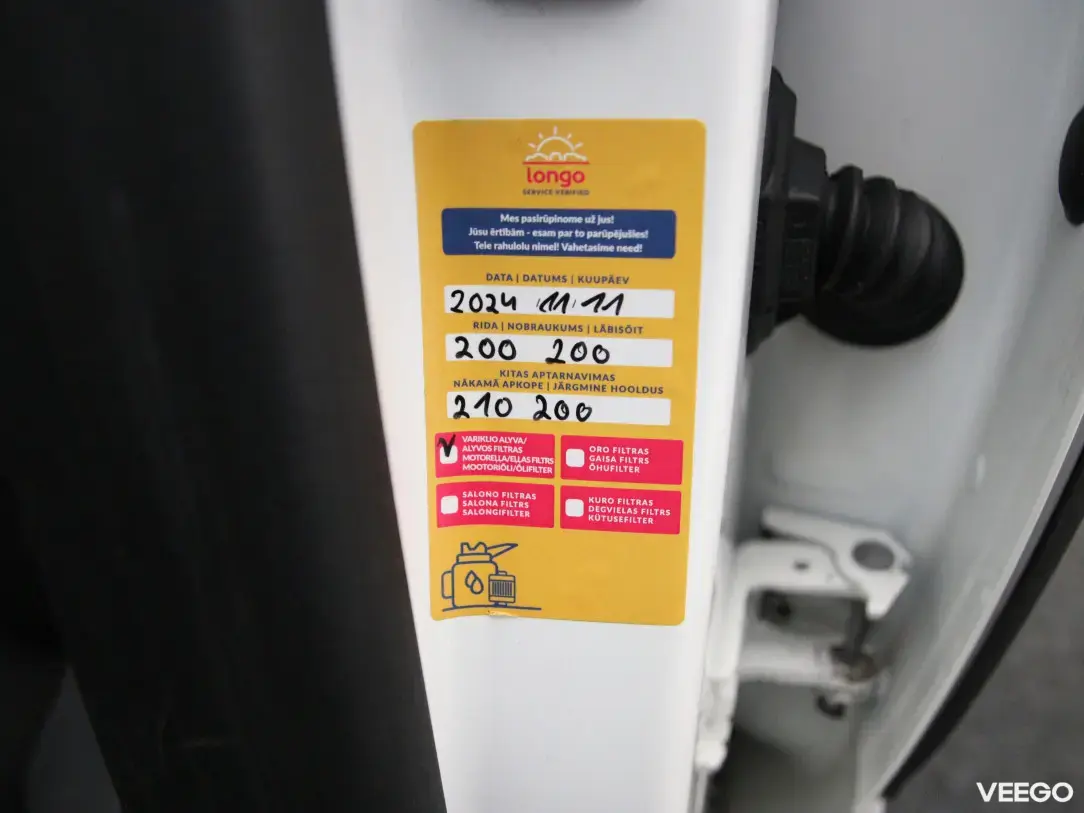 longo
SERVICE VERIFIED
Mes pasirūpinome už jus!
Jūsu ērtībām - esam par to parūpējušies!
Teie rahulolu nimel! Vahetasime need!
DATA | DATUMS | KUUPÄEV
2024 11 11
RIDA | NOBRAUKUMS | LÄBISÕIT
200 200
KITAS APTARNAVIMAS
NĀKAMĀ APKOPE | JÄRGMINE HOOLDUS
210 200
VARIKLIO ALYVA/
ALYVOS FILTRAS
MOTORELLA/ELLAS FILTRS
MOOTORIÕLI/ÕLIFILTER
ORO FILTRAS
GAISA FILTRS
ÕHUFILTER
SALONO FILTRAS
SALONA FILTRS
SALONGIFILTER
KURO FILTRAS
DEGVIELAS FILTRS
KÜTUSEFILTER
VEEGO